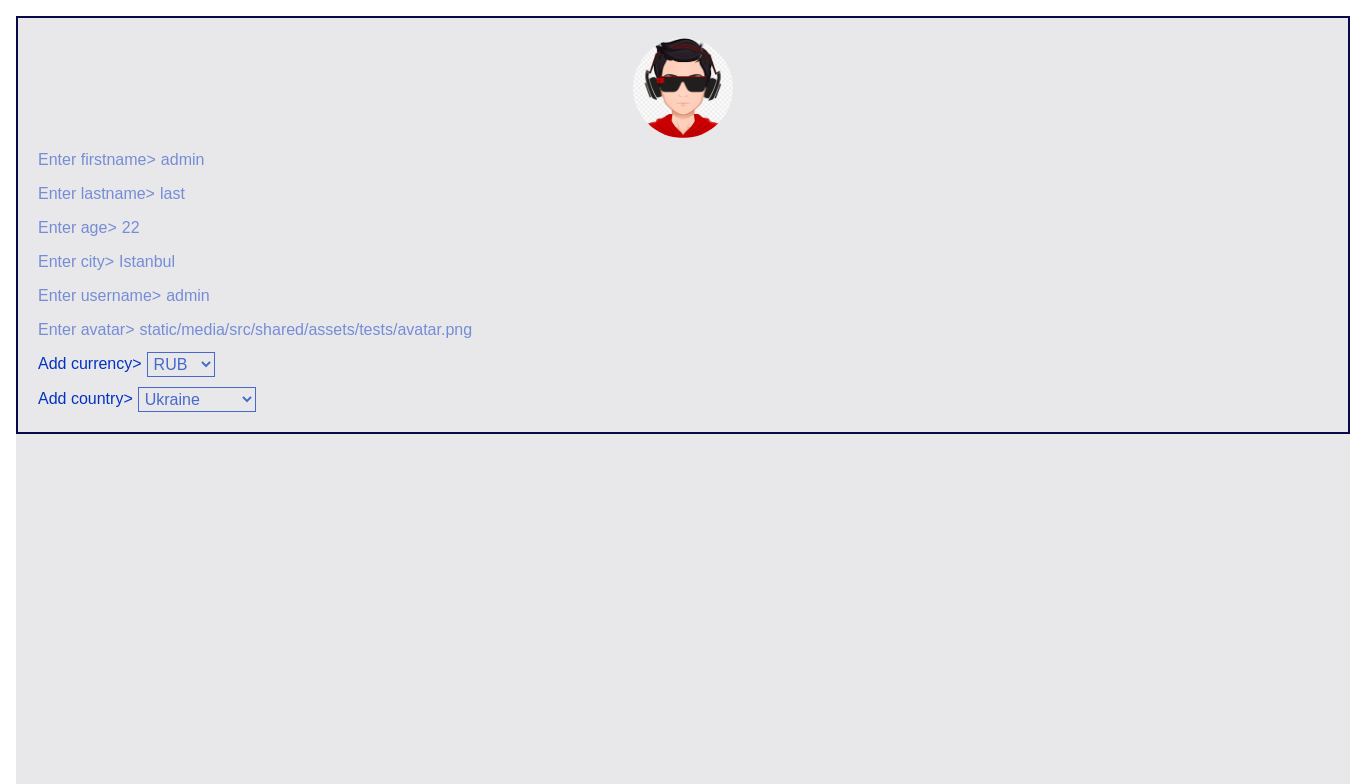 Enter firstname> admin
Enter lastname> last
Enter age> 22
Enter city> Istanbul
Enter username> admin
Enter avatar> static/media/src/shared/assets/tests/avatar.png
Add currency> RUB
Add country> Ukraine